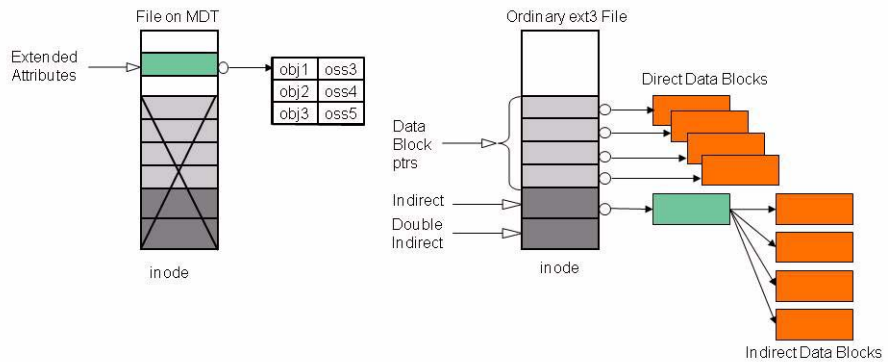 File on MDT
Extended
Attributes
obj1 oss3
obj2 oss4
obj3 oss5
inode
Ordinary ext3 File
Direct Data Blocks
Data
Block
ptrs
Indirect
Double
Indirect
inode
Indirect Data Blocks